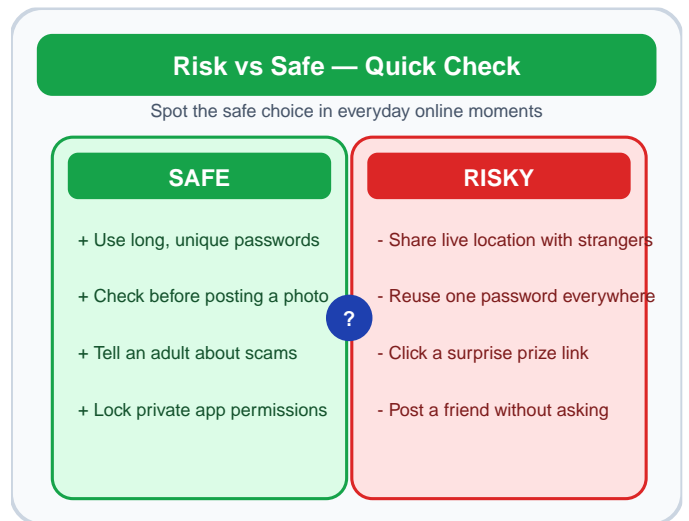 Risk vs Safe — Quick Check
Spot the safe choice in everyday online moments
SAFE
+ Use long, unique passwords
+ Check before posting a photo
+ Tell an adult about scams
+ Lock private app permissions
?
RISKY
- Share live location with strangers
- Reuse one password everywhere
- Click a surprise prize link
- Post a friend without asking